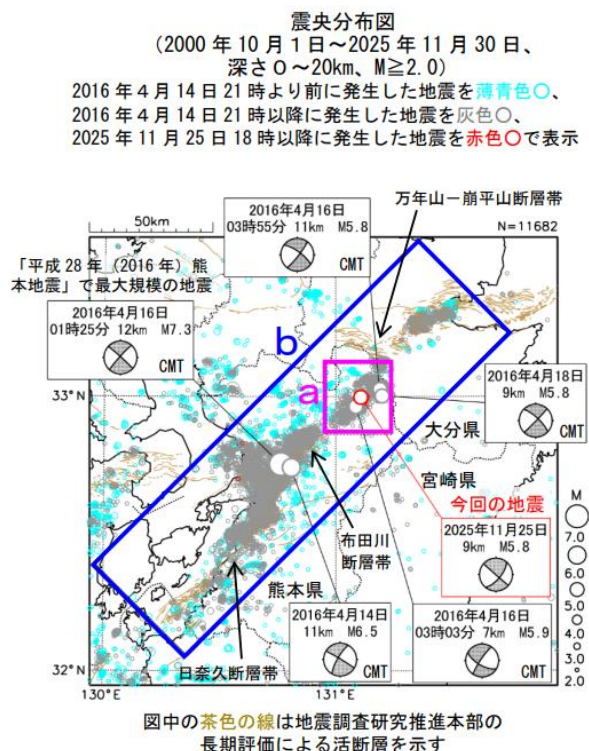 震央分布図
(2000 年 10 月 1 日~2025 年 11 月 30 日、
深さ0~20km、M≧2.0)
2016 年4月 14 日 21 時より前に発生した地震を薄青色○、
2016 年4月 14 日 21 時以降に発生した地震を灰色○、
2025 年 11 月 25 日 18 時以降に発生した地震を赤色○で表示
50km
2016年4月16日
03時55分 11km M5.8
CMT
万年山-崩平山断層帯
N=11682
「平成 28 年(2016 年)熊
本地震」で最大規模の地震
2016年4月16日
01時25分 12km M7.3
CMT
b
a
33°N
2016年4月18日
9km M5.8
CMT
大分県
宮崎県
今回の地震
2025年11月25日
9km M5.8
CMT
布田川
断層帯
熊本県
2016年4月14日
11km M6.5
CMT
2016年4月16日
03時03分 7km M5.9
CMT
日奈久断層帯
M
7.0
6.0
5.0
4.0
3.0
2.0
32°N
130°E
131°E
図中の茶色の線は地震調査研究推進本部の
長期評価による活断層を示す